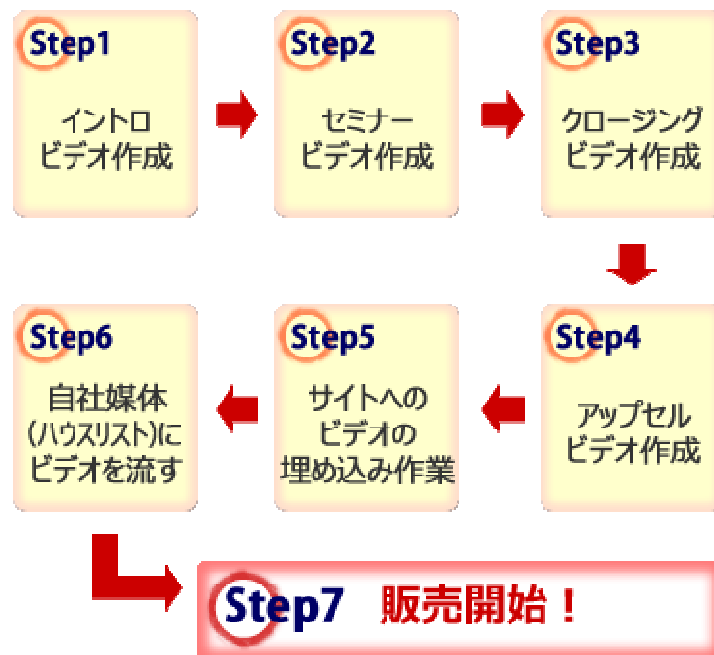 Step1
イントロ
ビデオ作成
Step2
セミナー
ビデオ作成
Step3
クロージング
ビデオ作成
Step4
アップセル
ビデオ作成
Step5
サイトへの
ビデオの
埋め込み作業
Step6
自社媒体
(ハウスリスト)に
ビデオを流す
Step7 販売開始！